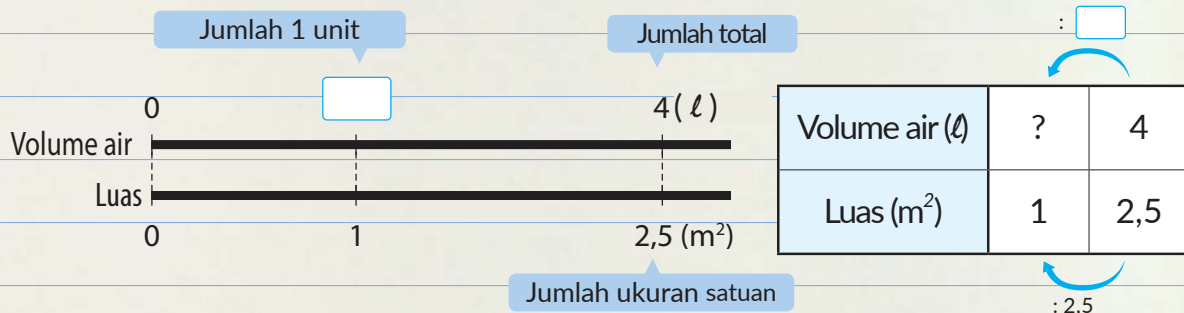 Jumlah 1 unit
Jumlah total
0
4 ( ℓ )
Volume air
Luas
0
1
2,5 (m²)
Jumlah ukuran satuan
:
Volume air (ℓ) ? 4
Luas (m²) 1 2,5
: 2,5